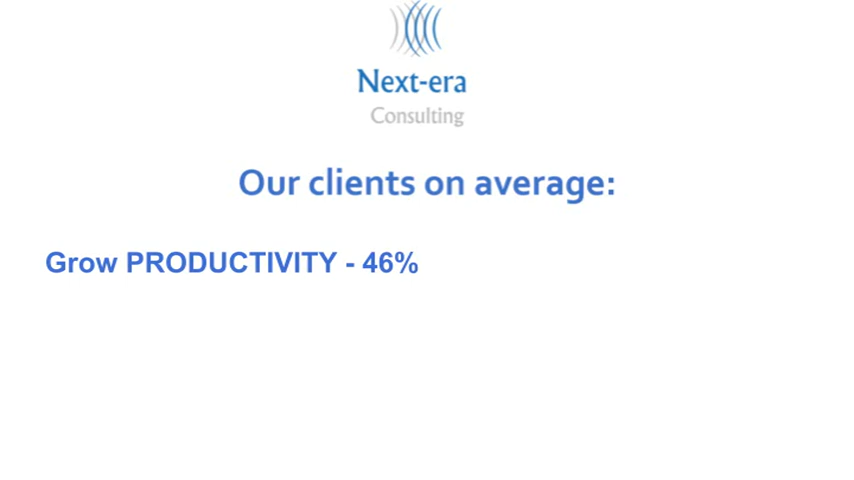 Next-era
Consulting
Our clients on average:
Grow PRODUCTIVITY - 46%